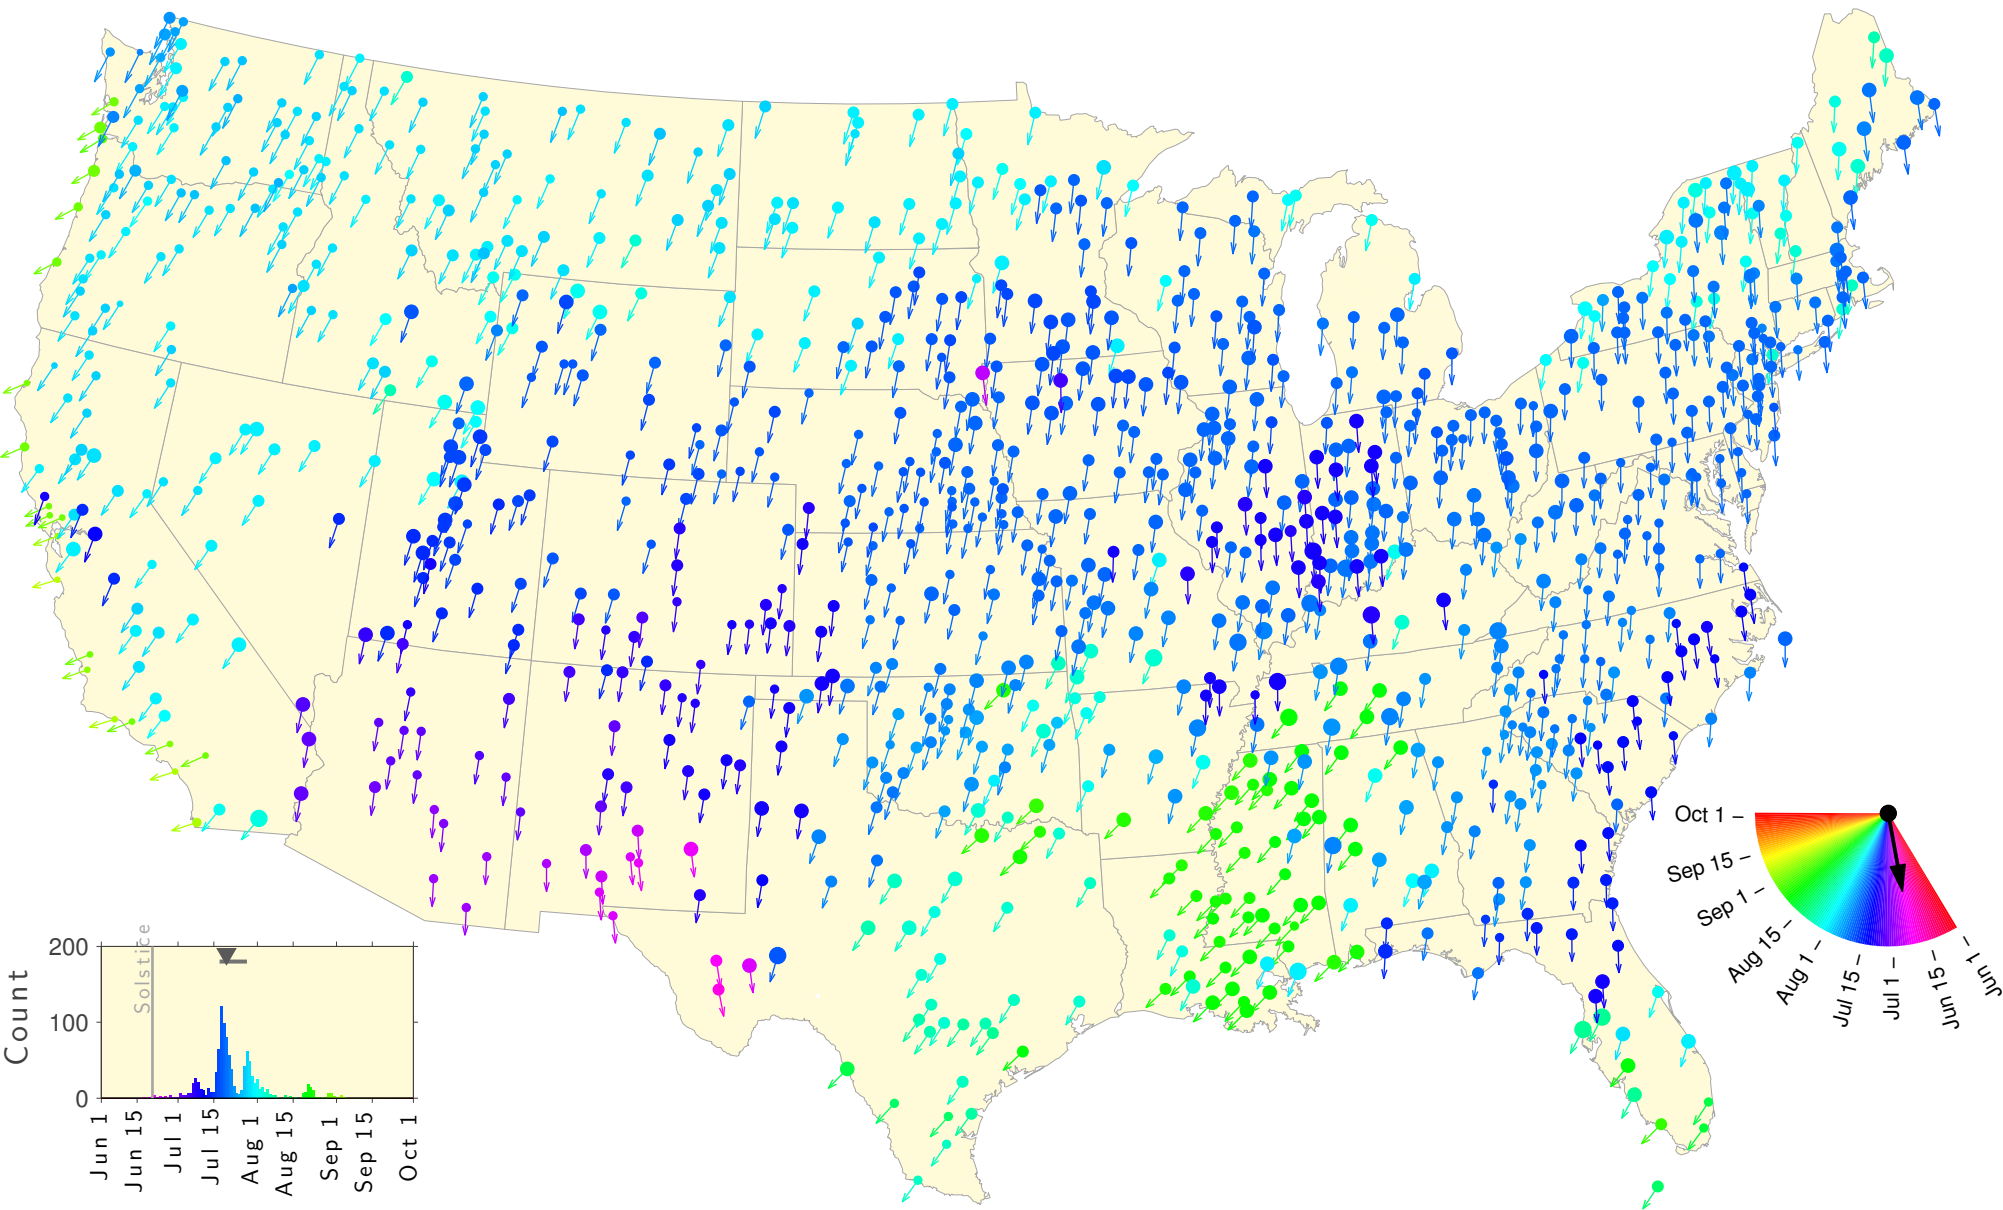 Oct 1 –
Sep 15 –
Sep 1 –
Aug 15 –
Aug 1 –
Jul 15 –
Jul 1 –
Jun 15 –
Jun 1 –
Solstice
Count
200
100
0
Jun 1
Jun 15
Jul 1
Jul 15
Aug 1
Aug 15
Sep 1
Sep 15
Oct 1